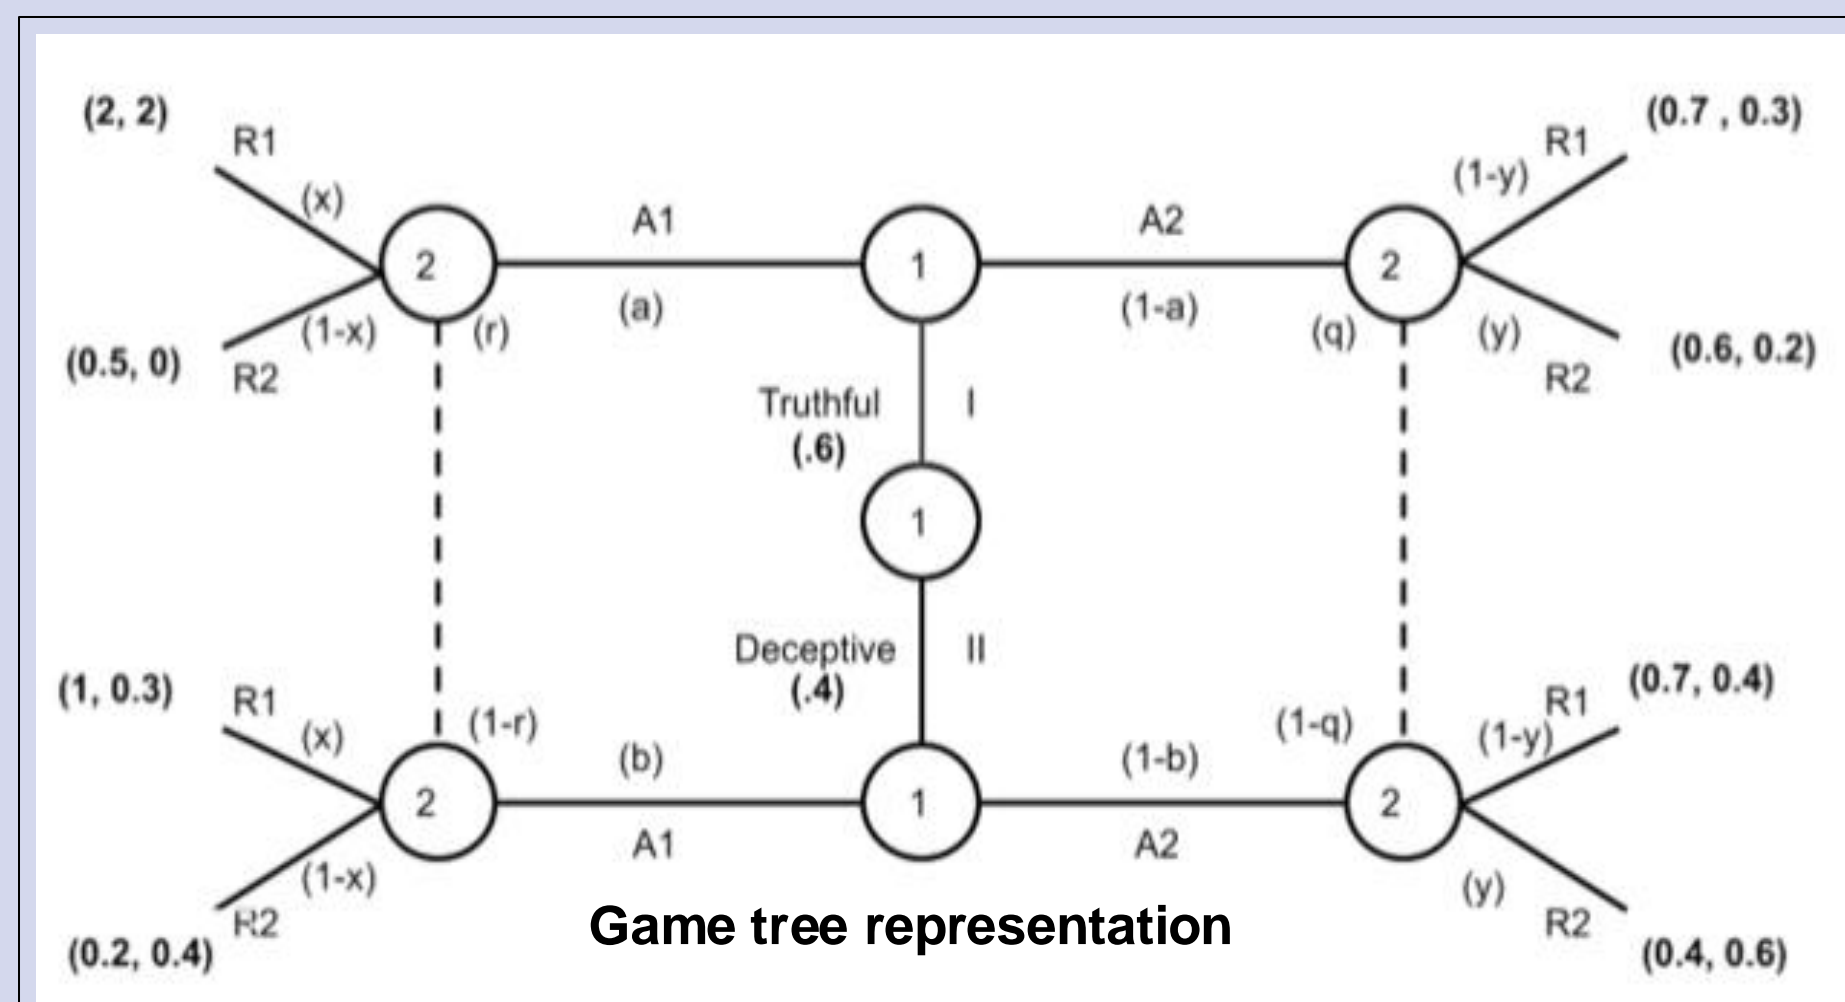 (2, 2)
(0.7 , 0.3)
R1
R1
(x)
(1-y)
A1
A2
2
1
2
(a)
(1-a)
(1-x)
(r)
(q)
(y)
(0.5, 0)
R2
(0.6, 0.2)
R2
Truthful
I
(.6)
1
Deceptive
II
(.4)
(1, 0.3)
R1
(0.7, 0.4)
R1
(x)
(1-r)
(1-q)
(1-y)
(b)
(1-b)
2
1
2
A1
A2
(1-x)
(y)
R2
R2
(0.2, 0.4)
(0.4, 0.6)
Game tree representation